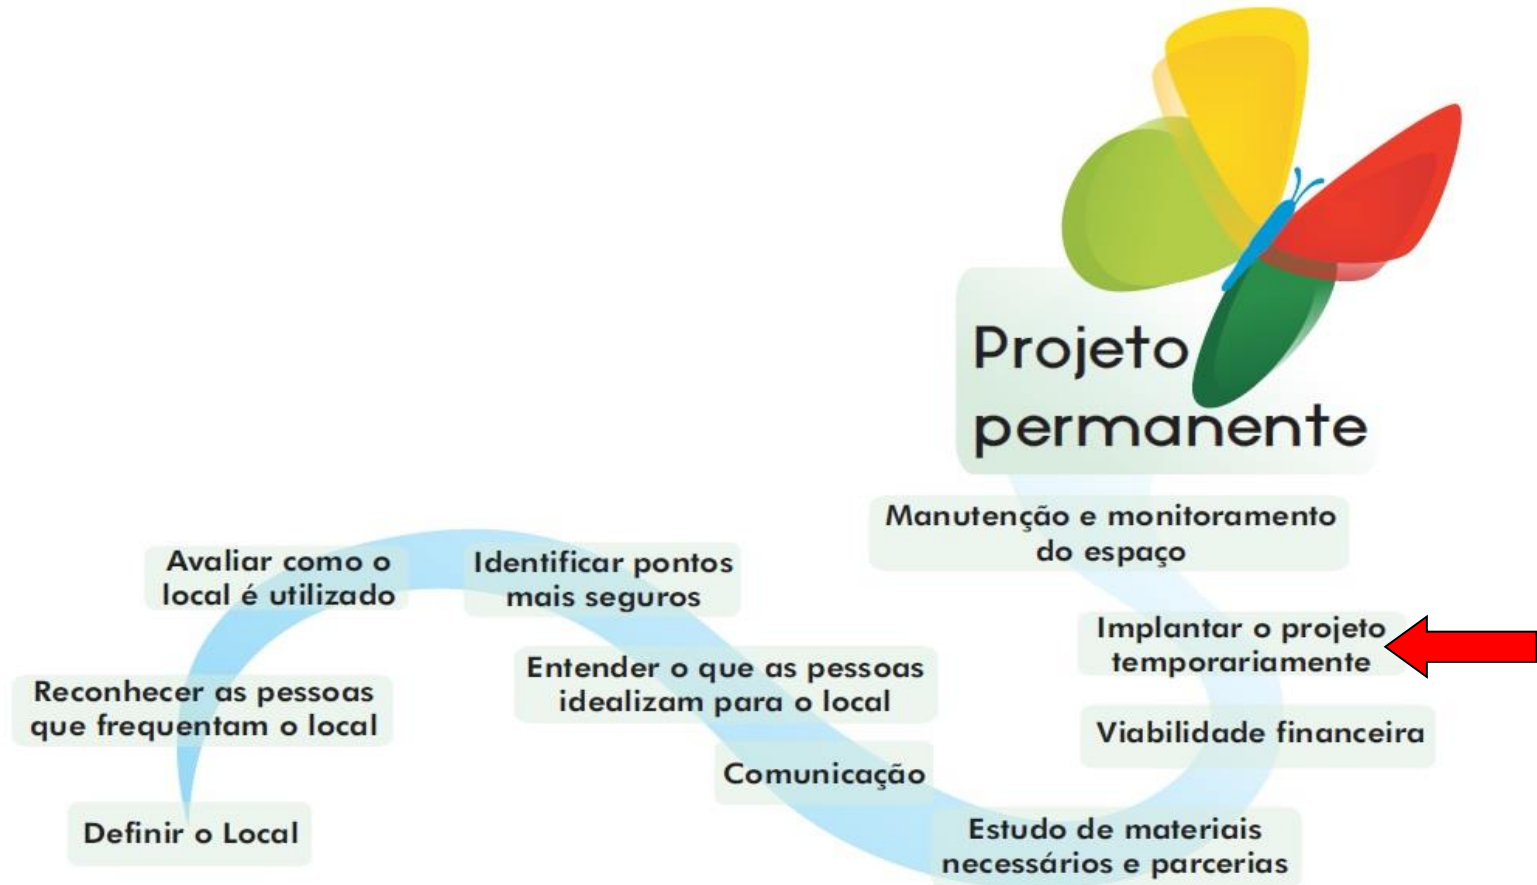 Projeto
permanente
Manutenção e monitoramento
do espaço
Avaliar como o
local é utilizado
Identificar pontos
mais seguros
Implantar o projeto
temporariamente
Entender o que as pessoas
idealizam para o local
Reconhecer as pessoas
que frequentam o local
Viabilidade financeira
Comunicação
Definir o Local
Estudo de materiais
necessários e parcerias